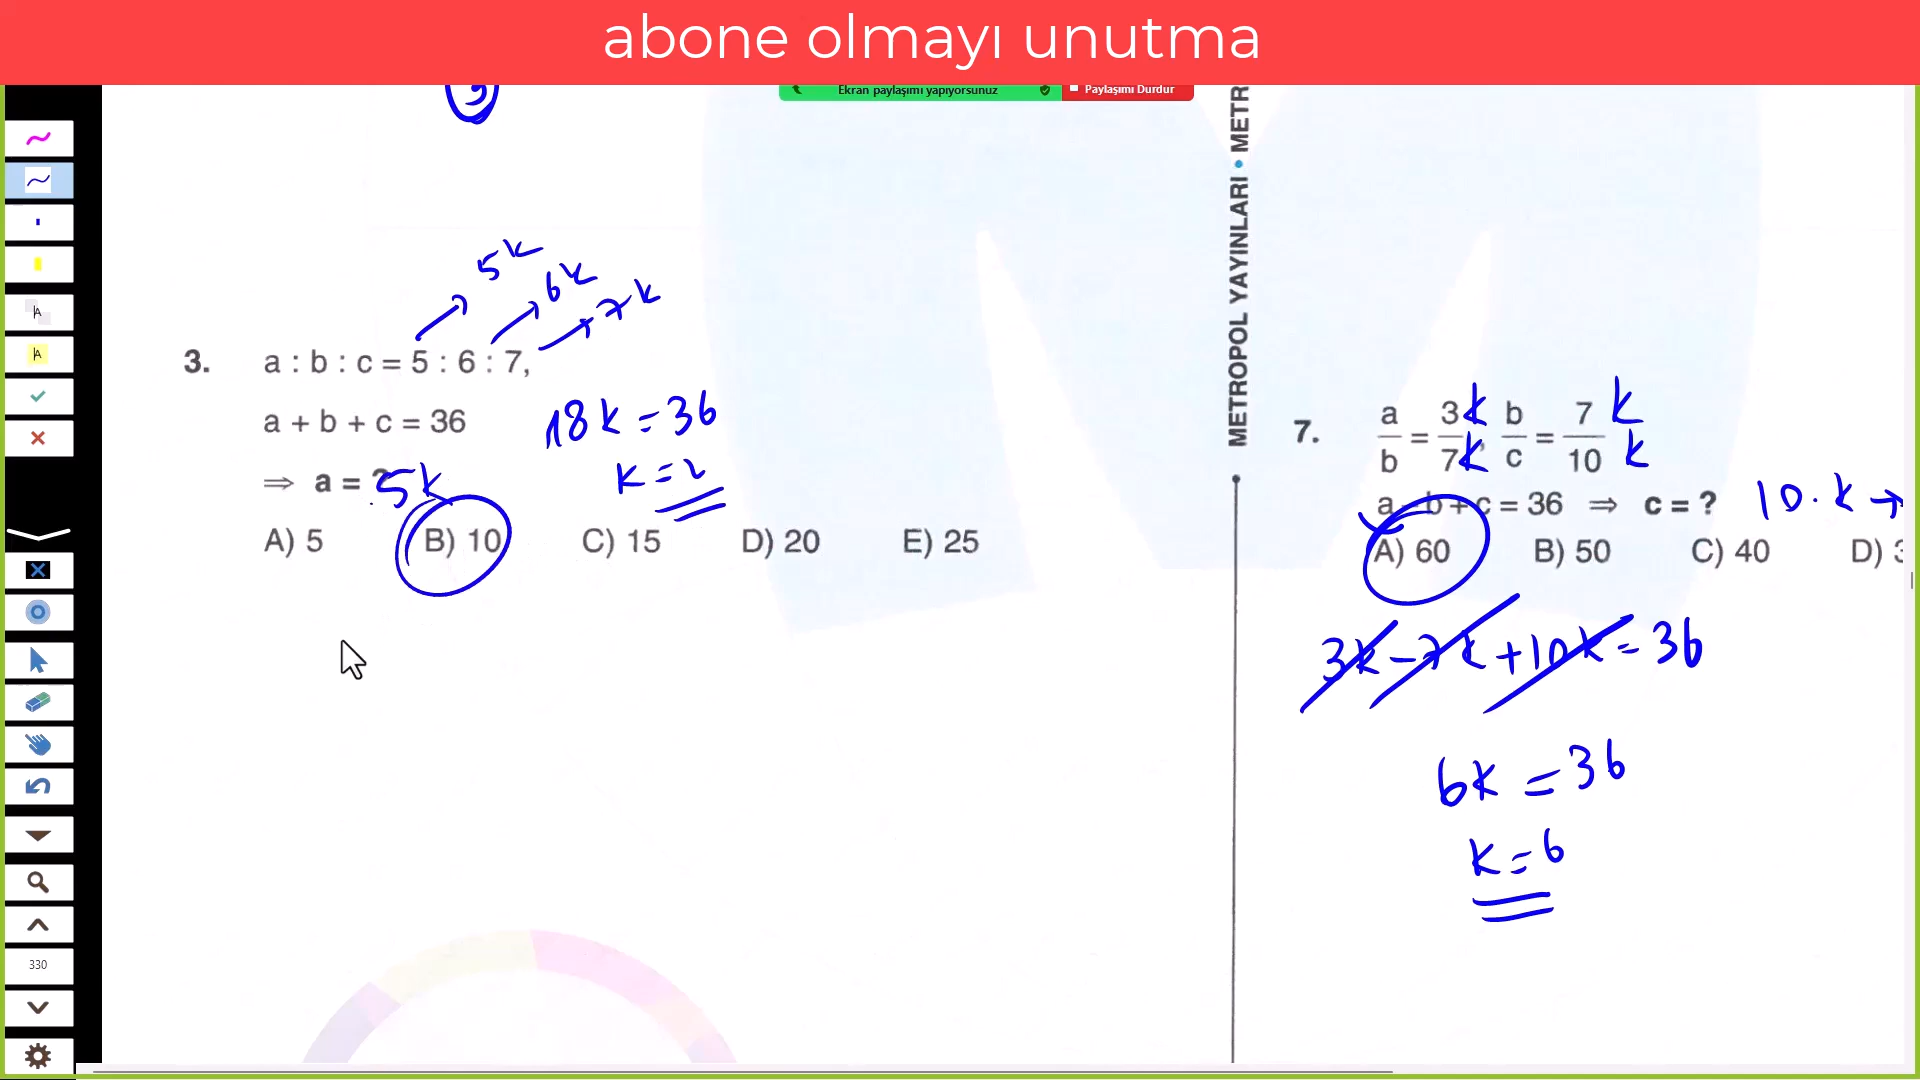 abone olmayı unutma
Ekran paylaşımı yapıyorsunuz
Paylaşımı Durdur
METROPOL YAYINLARI • METR
5k
6k
7k
3. a : b : c = 5 : 6 : 7,
a + b + c = 36
18k = 36
⇒ a = ? 5k
k = 2
A) 5 B) 10 C) 15 D) 20 E) 25
7. a/b = 3k/7k, b/c = 7k/10k
a - b + c = 36 ⇒ c = ? 10.k →
A) 60 B) 50 C) 40 D) 3
3k - 7k + 10k = 36
6k = 36
k = 6
A
A
330